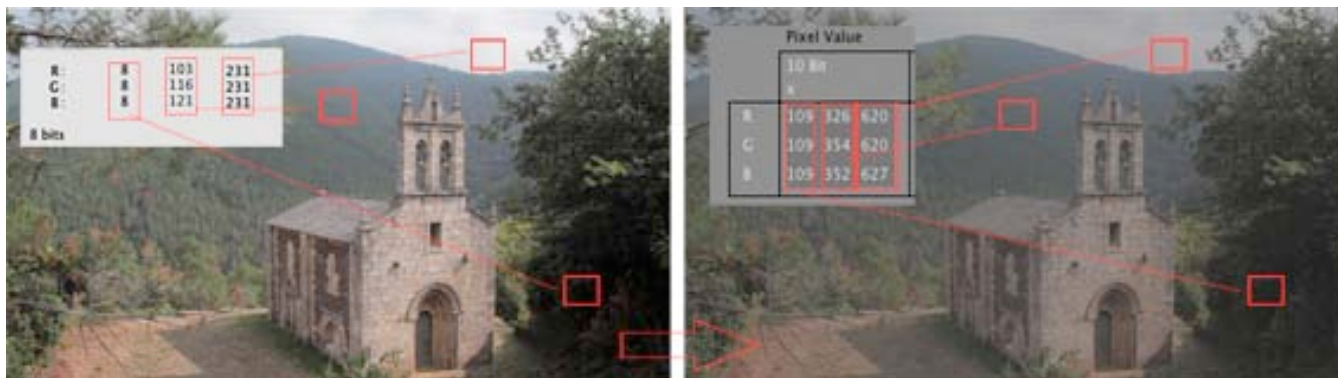 R: 8 103 231
G: 8 116 231
B: 8 121 231
8 bits
Pixel Value
10 Bit
x
R 109 326 620
G 109 354 620
B 109 352 627